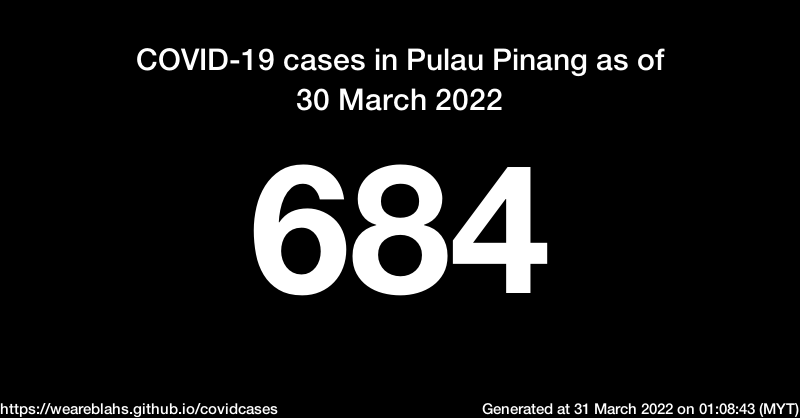 COVID-19 cases in Pulau Pinang as of
30 March 2022
684
https://weareblahs.github.io/covidcases
Generated at 31 March 2022 on 01:08:43 (MYT)